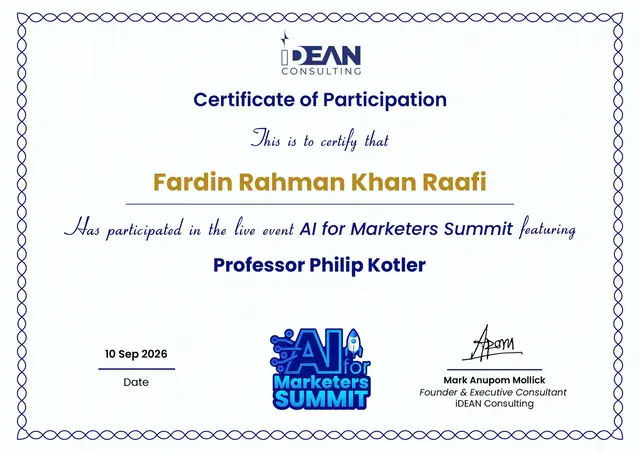 iDEAN
CONSULTING
Certificate of Participation
This is to certify that
Fardin Rahman Khan Raafi
Has participated in the live event AI for Marketers Summit featuring
Professor Philip Kotler
10 Sep 2026
Date
AI for
Marketers
SUMMIT
Apom
Mark Anupom Mollick
Founder & Executive Consultant
iDEAN Consulting